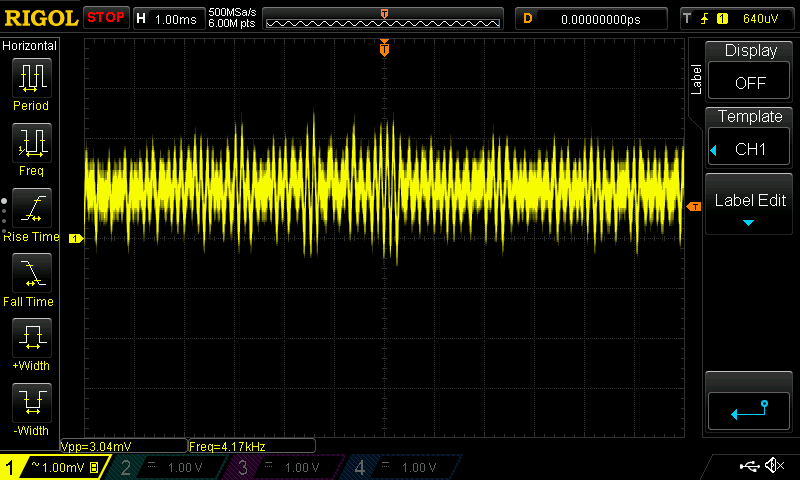 RIGOL STOP H 1.00ms 500MSa/s
6.00M pts T D 0.00000000ps T 1 640uV
Horizontal
Period
Freq
Rise Time
Fall Time
+Width
-Width
T
1
T
Label
Display
OFF
Template
CH1
Label Edit
Vpp=3.04mV Freq=4.17kHz
1 ~ 1.00mV B 2 1.00 V 3 1.00 V 4 1.00 V